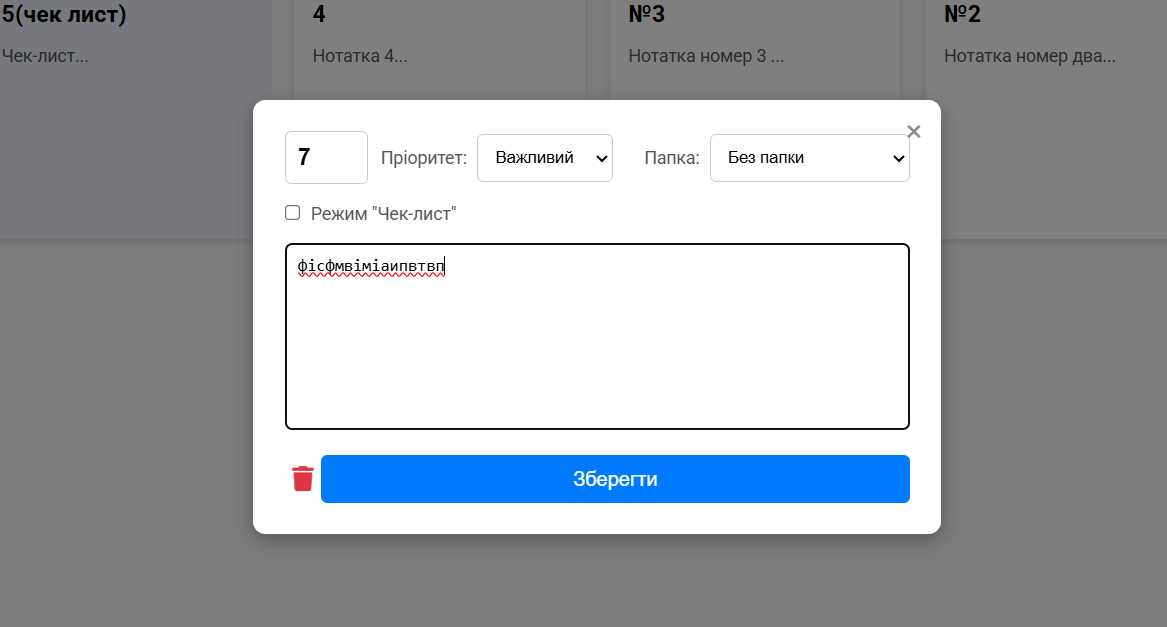 5(чек лист)
4
№3
№2
Чек-лист...
Нотатка 4...
Нотатка номер 3 ...
Нотатка номер два...
7
Пріоритет:
Важливий
Папка:
Без папки
Режим "Чек-лист"
фісфмвіміаипвтвп
Зберегти